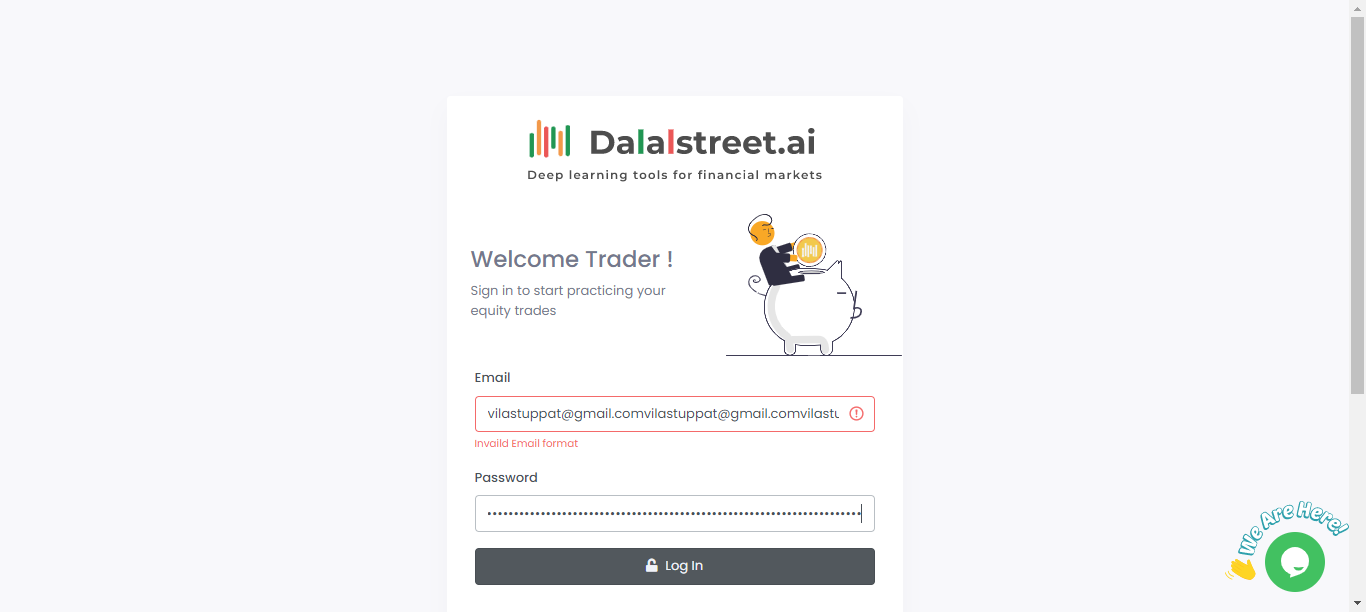 Dalalstreet.ai
Deep learning tools for financial markets
Welcome Trader !
Sign in to start practicing your
equity trades
Email
vilastuppat@gmail.comvilastuppat@gmail.comvilastu
Invaild Email format
Password
Log In
We Are Here!